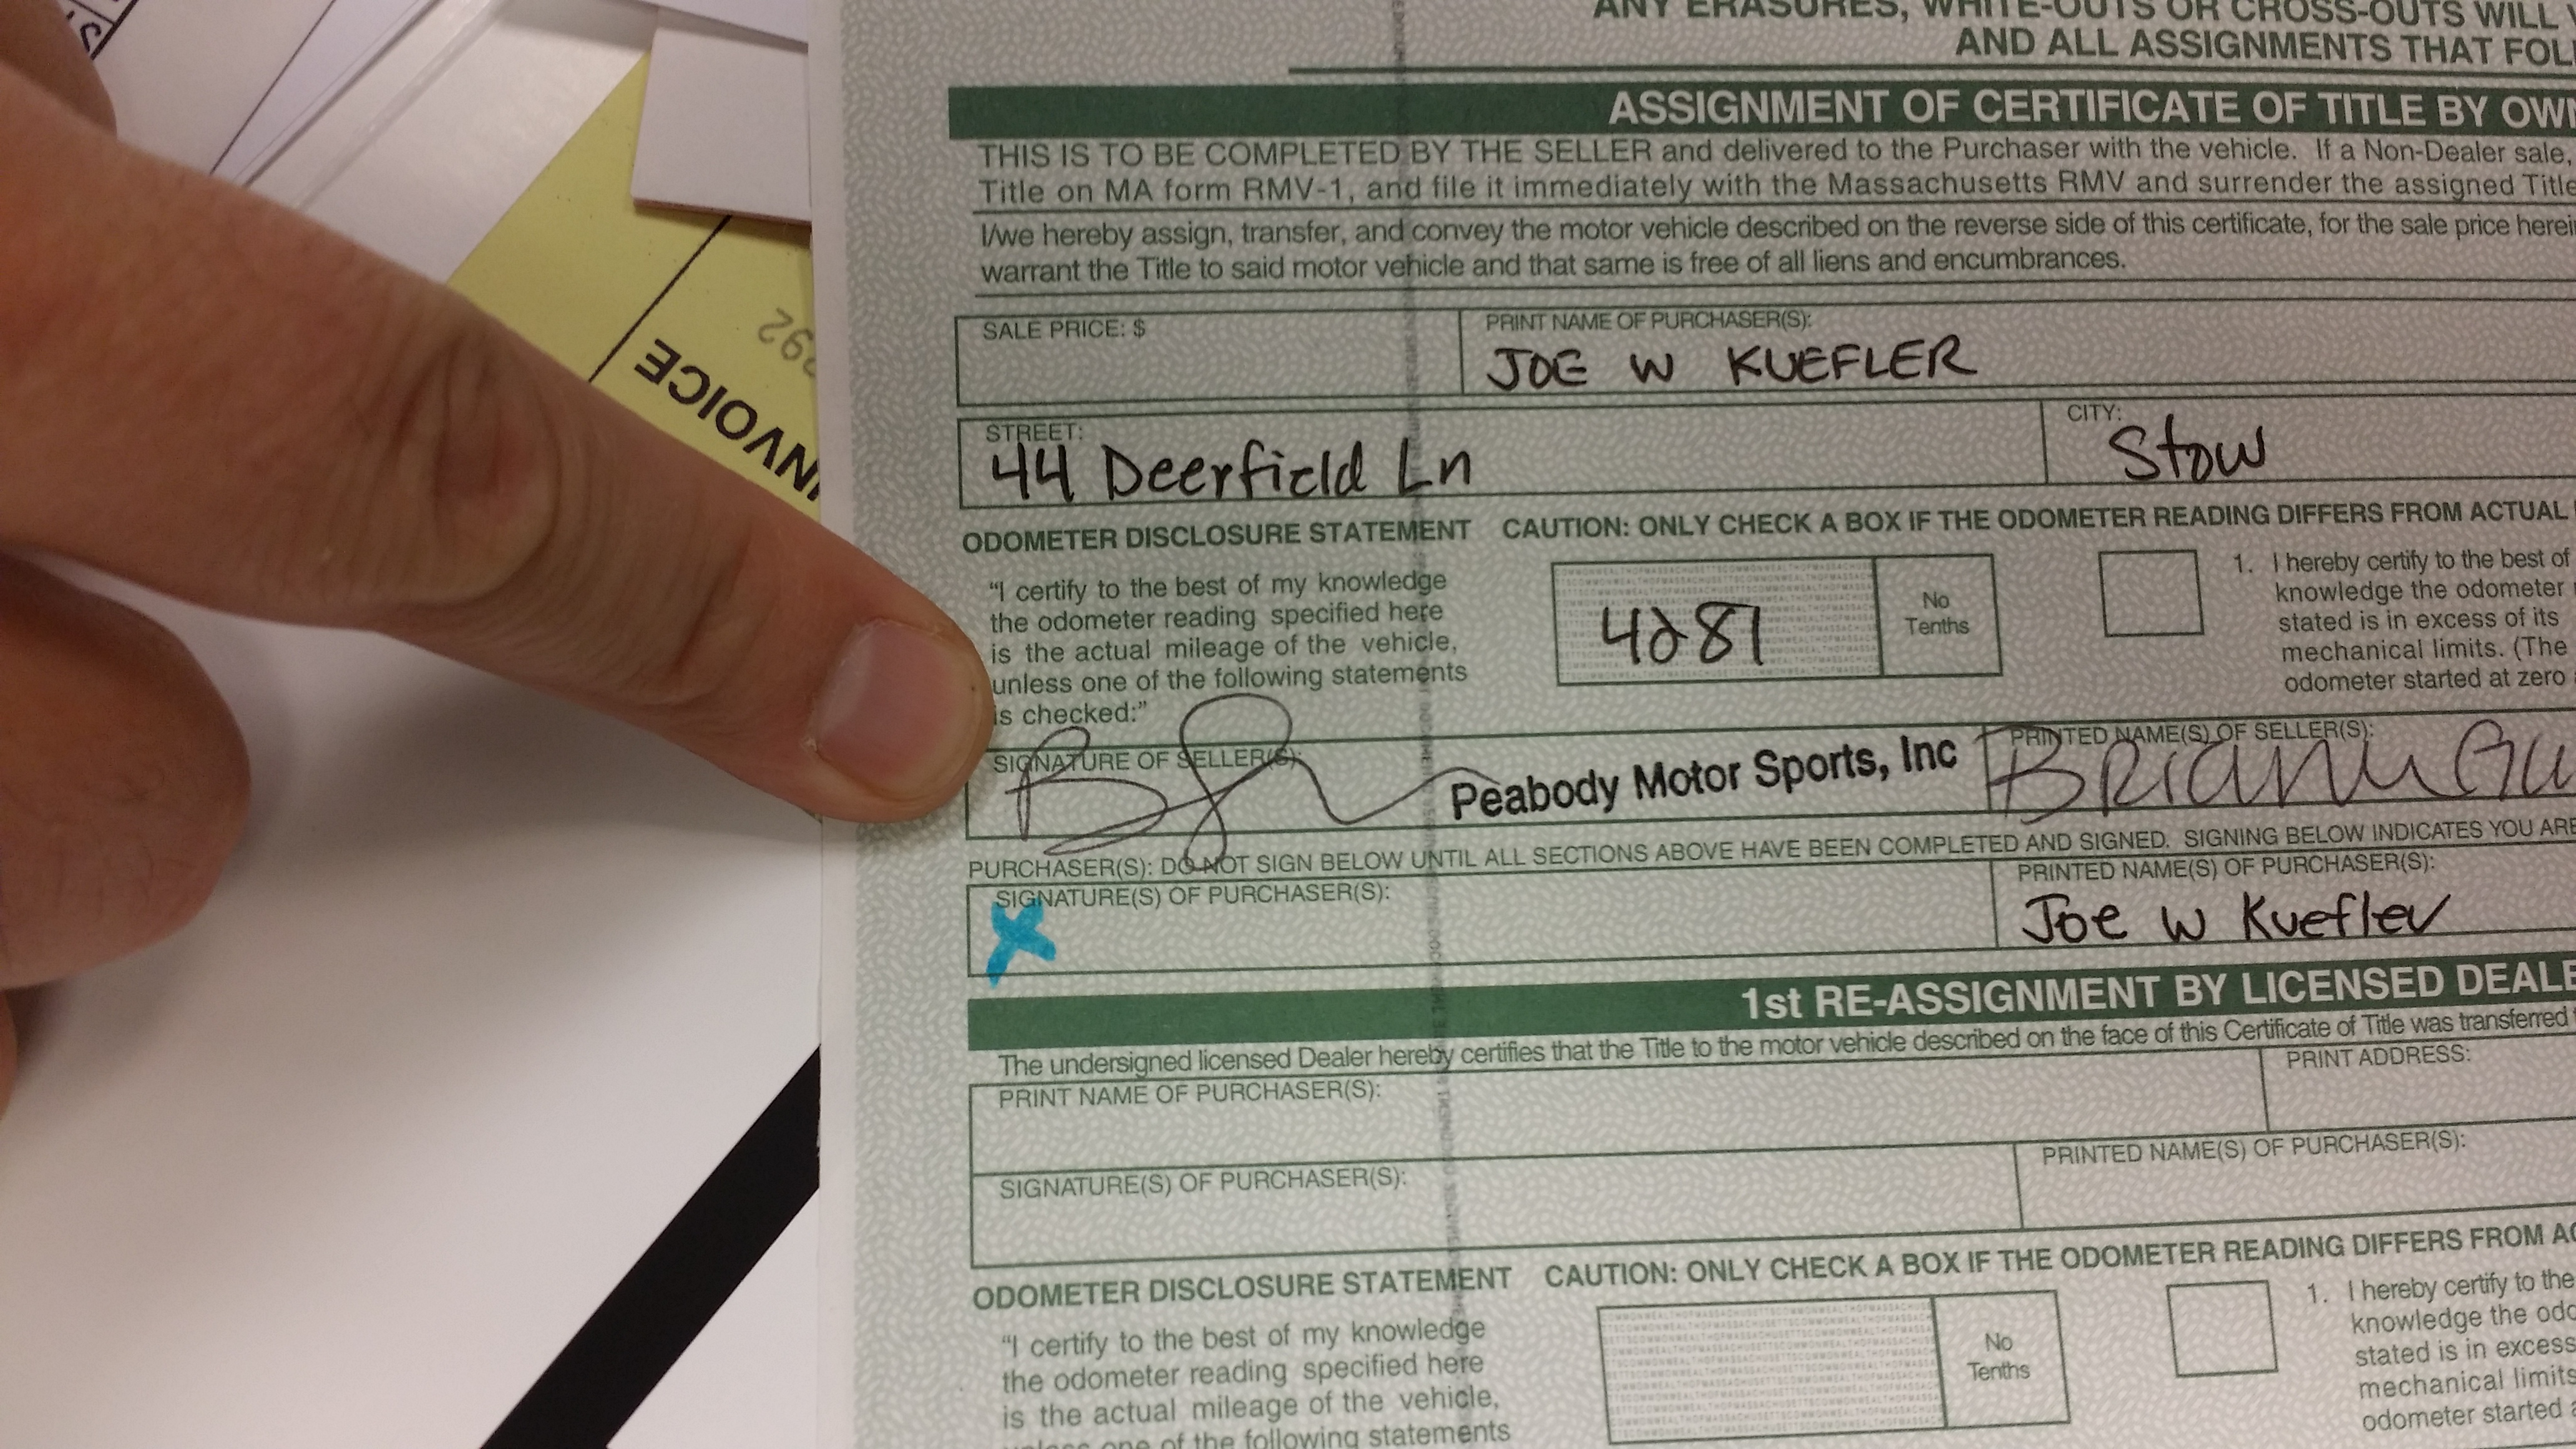 ANY ERASURES, WHITE-OUTS OR CROSS-OUTS WILL
AND ALL ASSIGNMENTS THAT FOL
ASSIGNMENT OF CERTIFICATE OF TITLE BY OW
THIS IS TO BE COMPLETED BY THE SELLER and delivered to the Purchaser with the vehicle. If a Non-Dealer sale,
Title on MA form RMV-1, and file it immediately with the Massachusetts RMV and surrender the assigned Title
I/we hereby assign, transfer, and convey the motor vehicle described on the reverse side of this certificate, for the sale price herei
warrant the Title to said motor vehicle and that same is free of all liens and encumbrances.
SALE PRICE: $
PRINT NAME OF PURCHASER(S):
JOE W KUEFLER
STREET:
44 Deerfield Ln
CITY:
Stow
ODOMETER DISCLOSURE STATEMENT CAUTION: ONLY CHECK A BOX IF THE ODOMETER READING DIFFERS FROM ACTUAL
"I certify to the best of my knowledge
the odometer reading specified here
is the actual mileage of the vehicle,
unless one of the following statements
is checked:"
4281
No
Tenths
1. I hereby certify to the best of
knowledge the odometer
stated is in excess of its
mechanical limits. (The
odometer started at zero
SIGNATURE OF SELLER(S):
Peabody Motor Sports, Inc
PRINTED NAME(S) OF SELLER(S):
PURCHASER(S): DO NOT SIGN BELOW UNTIL ALL SECTIONS ABOVE HAVE BEEN COMPLETED AND SIGNED. SIGNING BELOW INDICATES YOU ARE
SIGNATURE(S) OF PURCHASER(S):
X
PRINTED NAME(S) OF PURCHASER(S):
Joe W Kuefler
1st RE-ASSIGNMENT BY LICENSED DEALE
The undersigned licensed Dealer hereby certifies that the Title to the motor vehicle described on the face of this Certificate of Title was transferred
PRINT NAME OF PURCHASER(S):
PRINT ADDRESS:
SIGNATURE(S) OF PURCHASER(S):
PRINTED NAME(S) OF PURCHASER(S):
ODOMETER DISCLOSURE STATEMENT CAUTION: ONLY CHECK A BOX IF THE ODOMETER READING DIFFERS FROM AC
"I certify to the best of my knowledge
the odometer reading specified here
is the actual mileage of the vehicle,
one of the following statements
No
Tenths
1. I hereby certify to the
knowledge the odo
stated is in excess
mechanical limits
odometer started
INVOICE
292